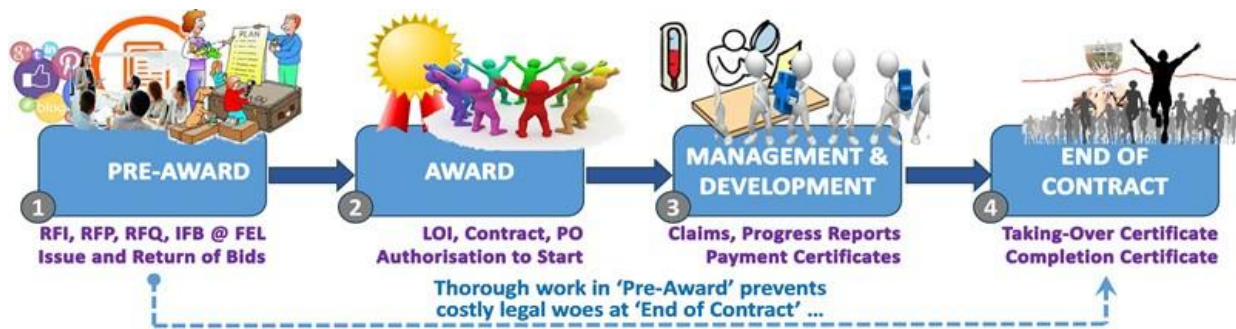 g+
t
in
blog
PLAN
PRE-AWARD
1
RFI, RFP, RFQ, IFB @ FEL
Issue and Return of Bids
AWARD
2
LOI, Contract, PO
Authorisation to Start
MANAGEMENT &
DEVELOPMENT
3
Claims, Progress Reports
Payment Certificates
END OF
CONTRACT
4
Taking-Over Certificate
Completion Certificate
Thorough work in ‘Pre-Award’ prevents
costly legal woes at ‘End of Contract’ ...